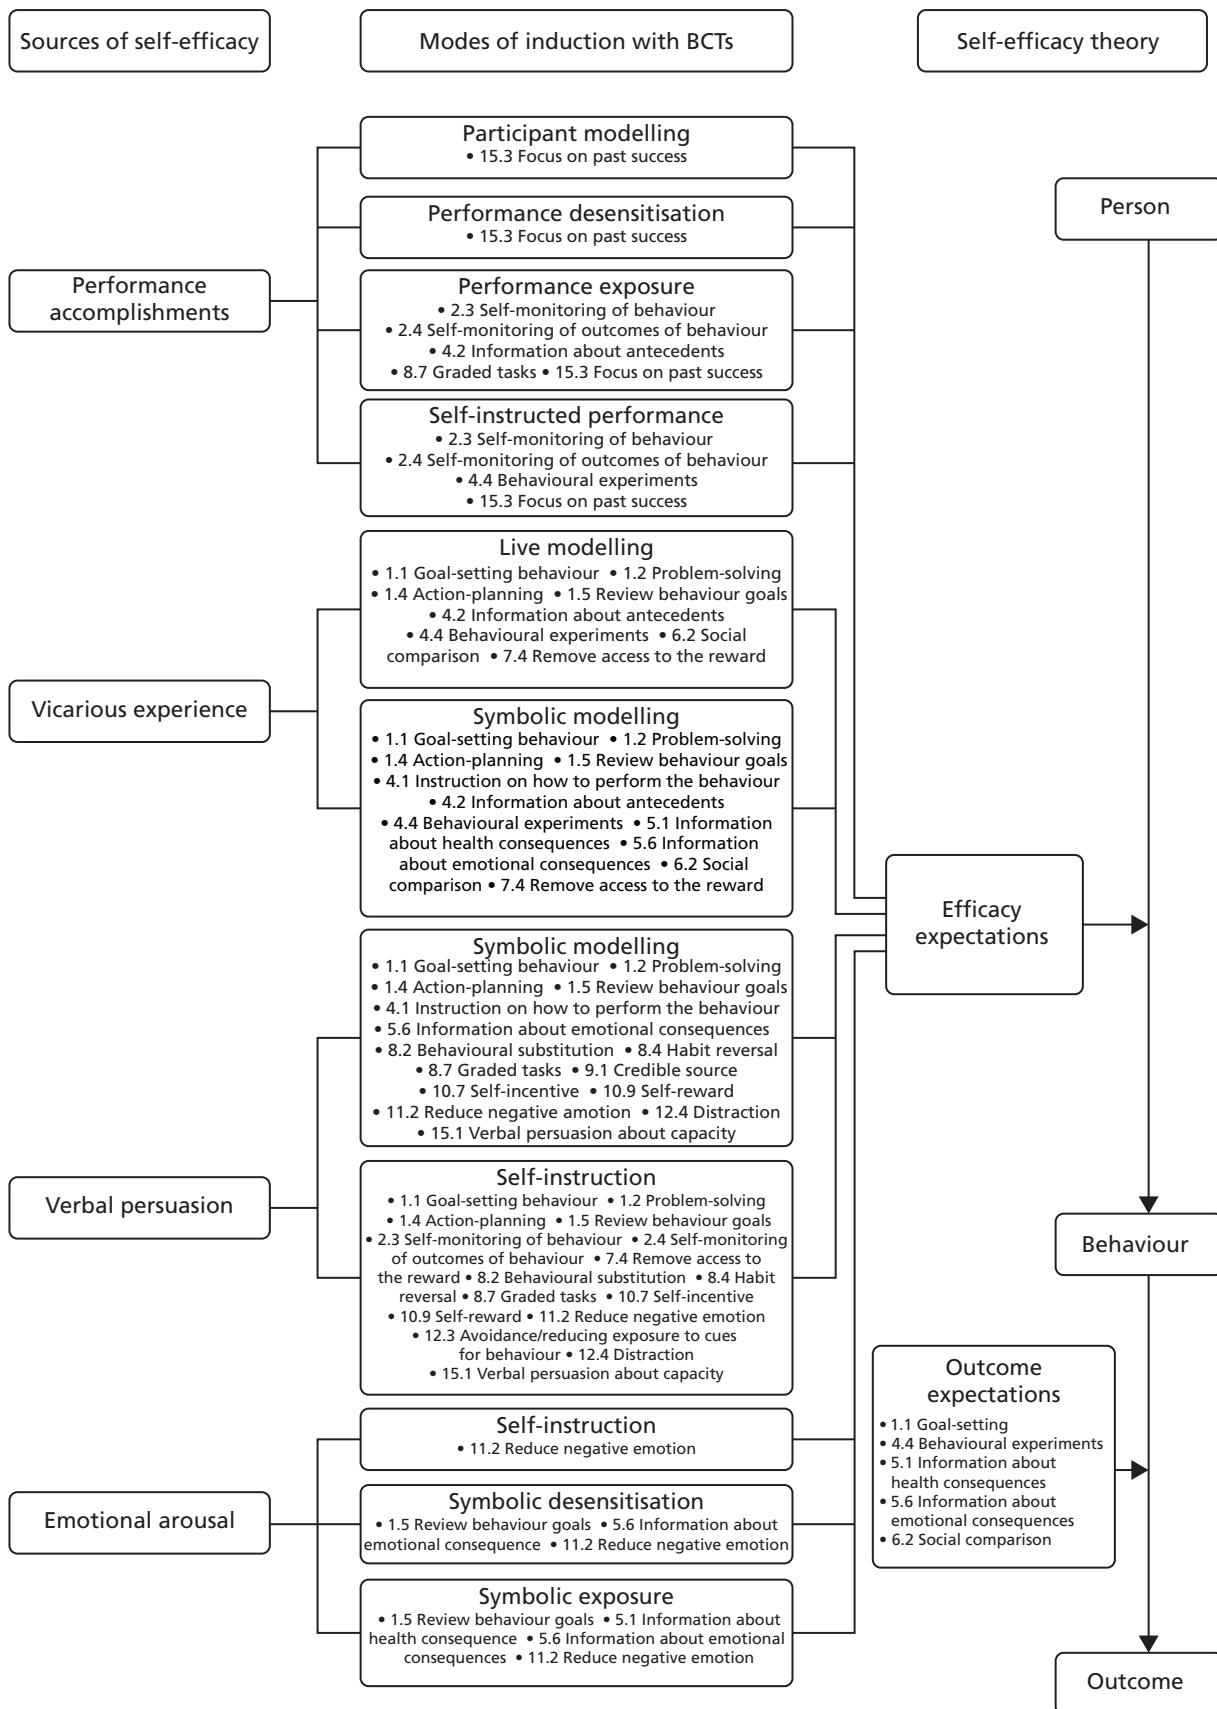 Sources of self-efficacy
Modes of induction with BCTs
Self-efficacy theory
Participant modelling
• 15.3 Focus on past success
Performance desensitisation
• 15.3 Focus on past success
Performance
accomplishments
Performance exposure
• 2.3 Self-monitoring of behaviour
• 2.4 Self-monitoring of outcomes of behaviour
• 4.2 Information about antecedents
• 8.7 Graded tasks • 15.3 Focus on past success
Self-instructed performance
• 2.3 Self-monitoring of behaviour
• 2.4 Self-monitoring of outcomes of behaviour
• 4.4 Behavioural experiments
• 15.3 Focus on past success
Vicarious experience
Live modelling
• 1.1 Goal-setting behaviour • 1.2 Problem-solving
• 1.4 Action-planning • 1.5 Review behaviour goals
• 4.2 Information about antecedents
• 4.4 Behavioural experiments • 6.2 Social
comparison • 7.4 Remove access to the reward
Symbolic modelling
• 1.1 Goal-setting behaviour • 1.2 Problem-solving
• 1.4 Action-planning • 1.5 Review behaviour goals
• 4.1 Instruction on how to perform the behaviour
• 4.2 Information about antecedents
• 4.4 Behavioural experiments • 5.1 Information
about health consequences • 5.6 Information
about emotional consequences • 6.2 Social
comparison • 7.4 Remove access to the reward
Verbal persuasion
Symbolic modelling
• 1.1 Goal-setting behaviour • 1.2 Problem-solving
• 1.4 Action-planning • 1.5 Review behaviour goals
• 4.1 Instruction on how to perform the behaviour
• 5.6 Information about emotional consequences
• 8.2 Behavioural substitution • 8.4 Habit reversal
• 8.7 Graded tasks • 9.1 Credible source
• 10.7 Self-incentive • 10.9 Self-reward
• 11.2 Reduce negative amotion • 12.4 Distraction
• 15.1 Verbal persuasion about capacity
Self-instruction
• 1.1 Goal-setting behaviour • 1.2 Problem-solving
• 1.4 Action-planning • 1.5 Review behaviour goals
• 2.3 Self-monitoring of behaviour • 2.4 Self-monitoring
of outcomes of behaviour • 7.4 Remove access to
the reward • 8.2 Behavioural substitution • 8.4 Habit
reversal • 8.7 Graded tasks • 10.7 Self-incentive
• 10.9 Self-reward • 11.2 Reduce negative emotion
• 12.3 Avoidance/reducing exposure to cues
for behaviour • 12.4 Distraction
• 15.1 Verbal persuasion about capacity
Emotional arousal
Self-instruction
• 11.2 Reduce negative emotion
Symbolic desensitisation
• 1.5 Review behaviour goals • 5.6 Information about
emotional consequence • 11.2 Reduce negative emotion
Symbolic exposure
• 1.5 Review behaviour goals • 5.1 Information about
health consequence • 5.6 Information about emotional
consequences • 11.2 Reduce negative emotion
Person
Efficacy
expectations
Behaviour
Outcome
expectations
• 1.1 Goal-setting
• 4.4 Behavioural experiments
• 5.1 Information about
health consequences
• 5.6 Information about
emotional consequences
• 6.2 Social comparison
Outcome